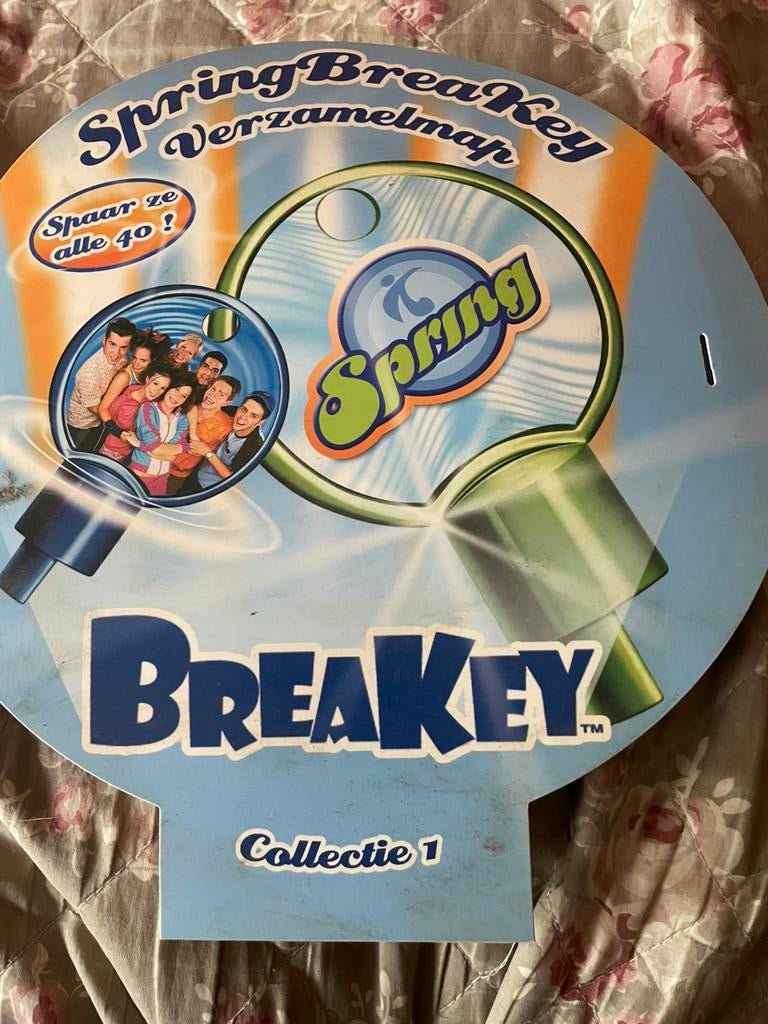 SpringBreaKey
Verzamelmap
Spaar ze
alle 40 !
Spring
BREAKEY™
Collectie 1